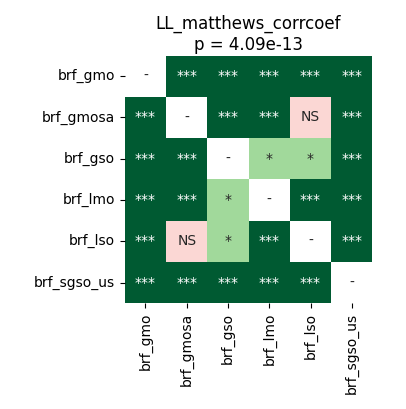 LL_matthews_corrcoef
p = 4.09e-13
brf_gmo - *** *** *** *** ***
brf_gmosa *** - *** *** NS ***
brf_gso *** *** - * * ***
brf_lmo *** *** * - *** ***
brf_lso *** NS * *** - ***
brf_sgso_us *** *** *** *** *** -
brf_gmo
brf_gmosa
brf_gso
brf_lmo
brf_lso
brf_sgso_us